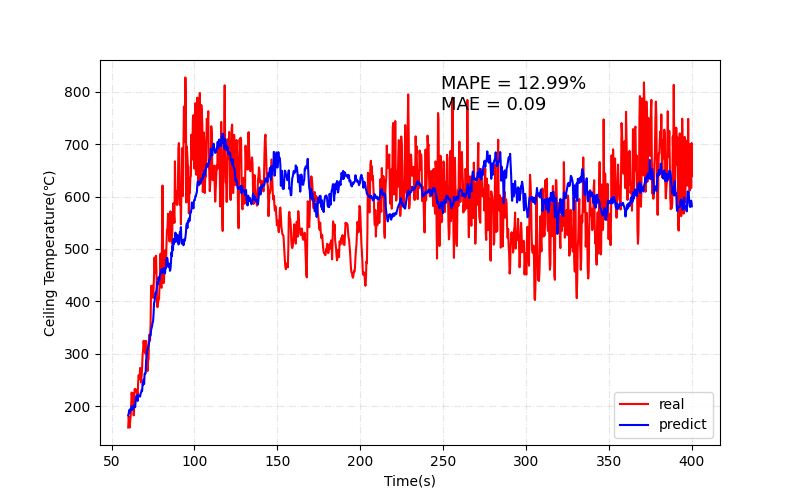 MAPE = 12.99%
MAE = 0.09
800
700
600
500
400
300
200
Ceiling Temperature(℃)
50
100
150
200
250
300
350
400
Time(s)
real
predict